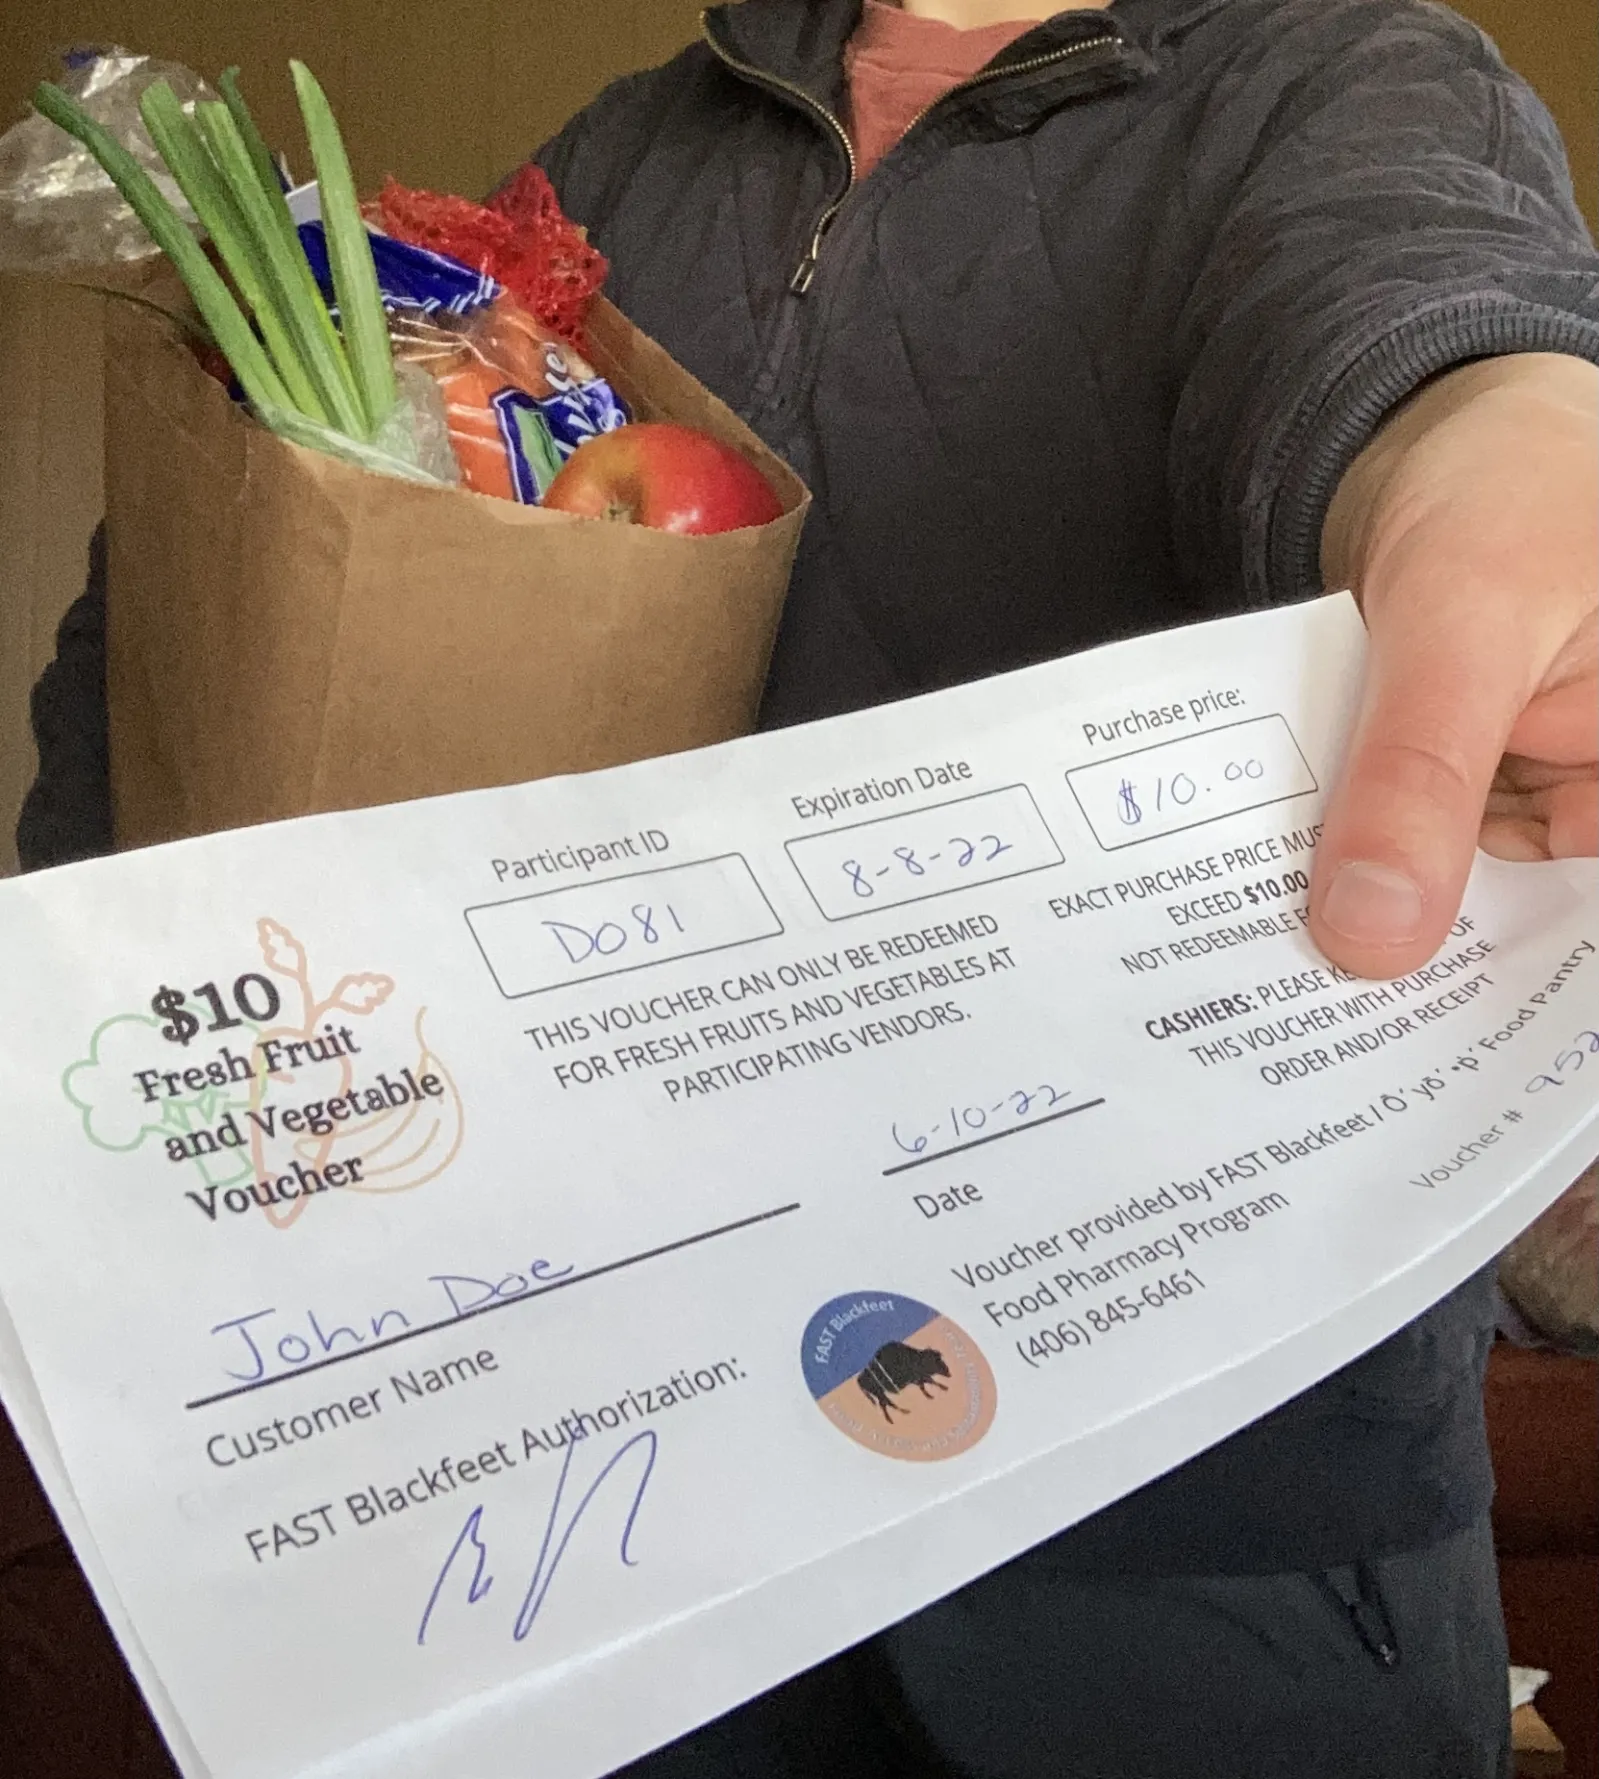 $10
Fresh Fruit
and Vegetable
Voucher
Participant ID
D081
Expiration Date
8-8-22
Purchase price:
$10.00
THIS VOUCHER CAN ONLY BE REDEEMED
FOR FRESH FRUITS AND VEGETABLES AT
PARTICIPATING VENDORS.
EXACT PURCHASE PRICE
EXCEED $10.00
NOT REDEEMABLE
CASHIERS: PLEASE OF
THIS VOUCHER WITH PURCHASE
ORDER AND/OR RECEIPT
John Doe
Customer Name
6-10-22
Date
FAST Blackfeet Authorization:
FAST Blackfeet
Voucher provided by FAST Blackfeet / Ō' yō' •ṗ' Food Pantry
Food Pharmacy Program
(406) 845-6461
Voucher # 952